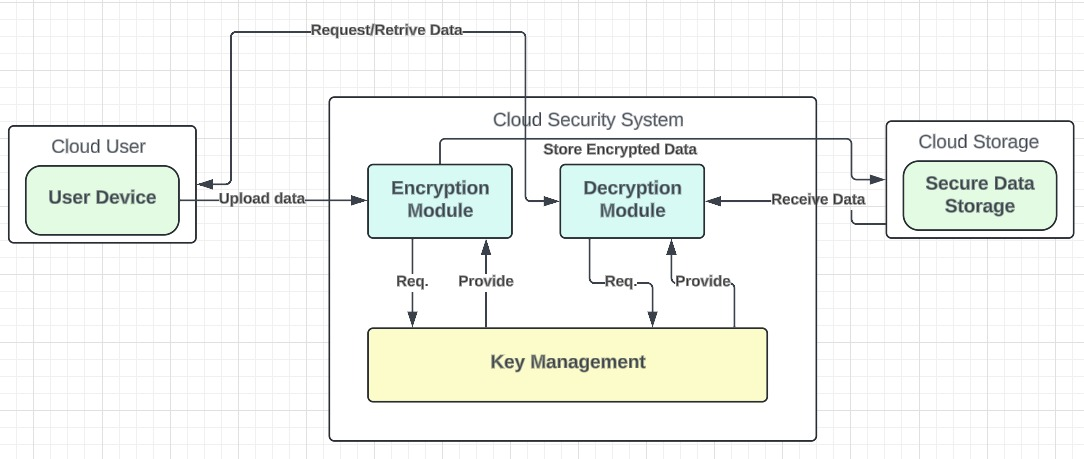 Request/Retrive Data
Cloud User
User Device
Upload data
Cloud Security System
Store Encrypted Data
Encryption
Module
Decryption
Module
Receive Data
Cloud Storage
Secure Data
Storage
Req.
Provide
Req.
Provide
Key Management